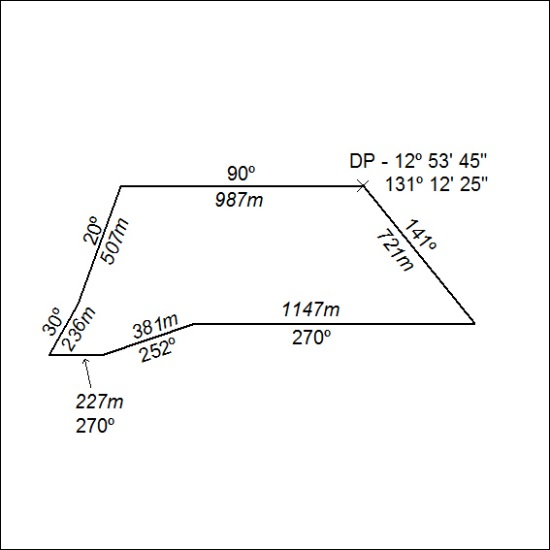 DP - 12º 53' 45"
131º 12' 25"
90º
987m
141º
721m
20º
507m
30º
236m
381m
252º
1147m
270º
227m
270º